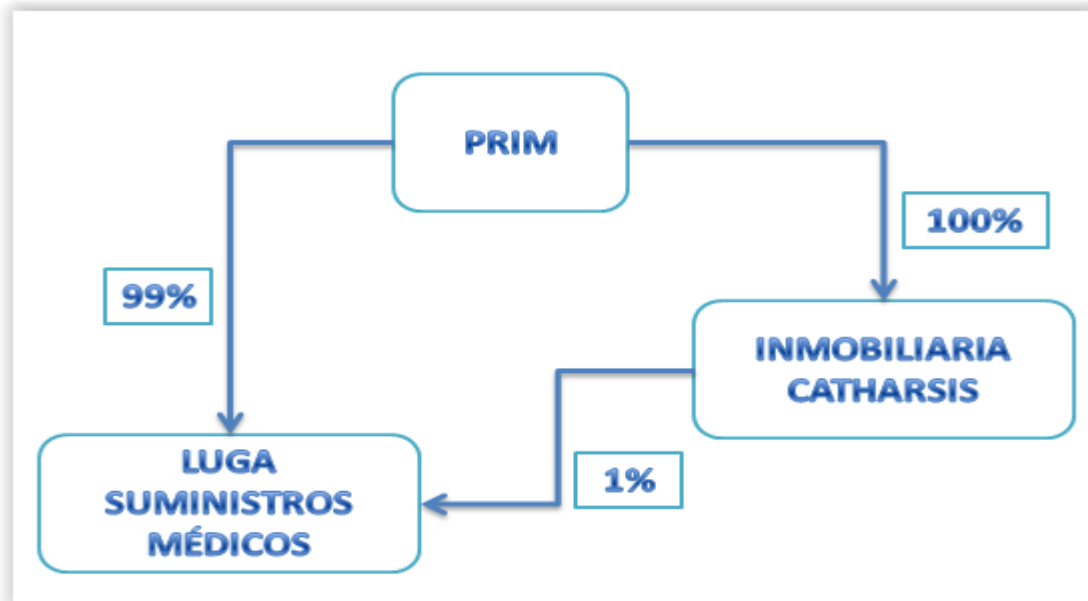 PRIM
100%
99%
INMOBILIARIA
CATHARSIS
LUGA
SUMINISTROS
MÉDICOS
1%